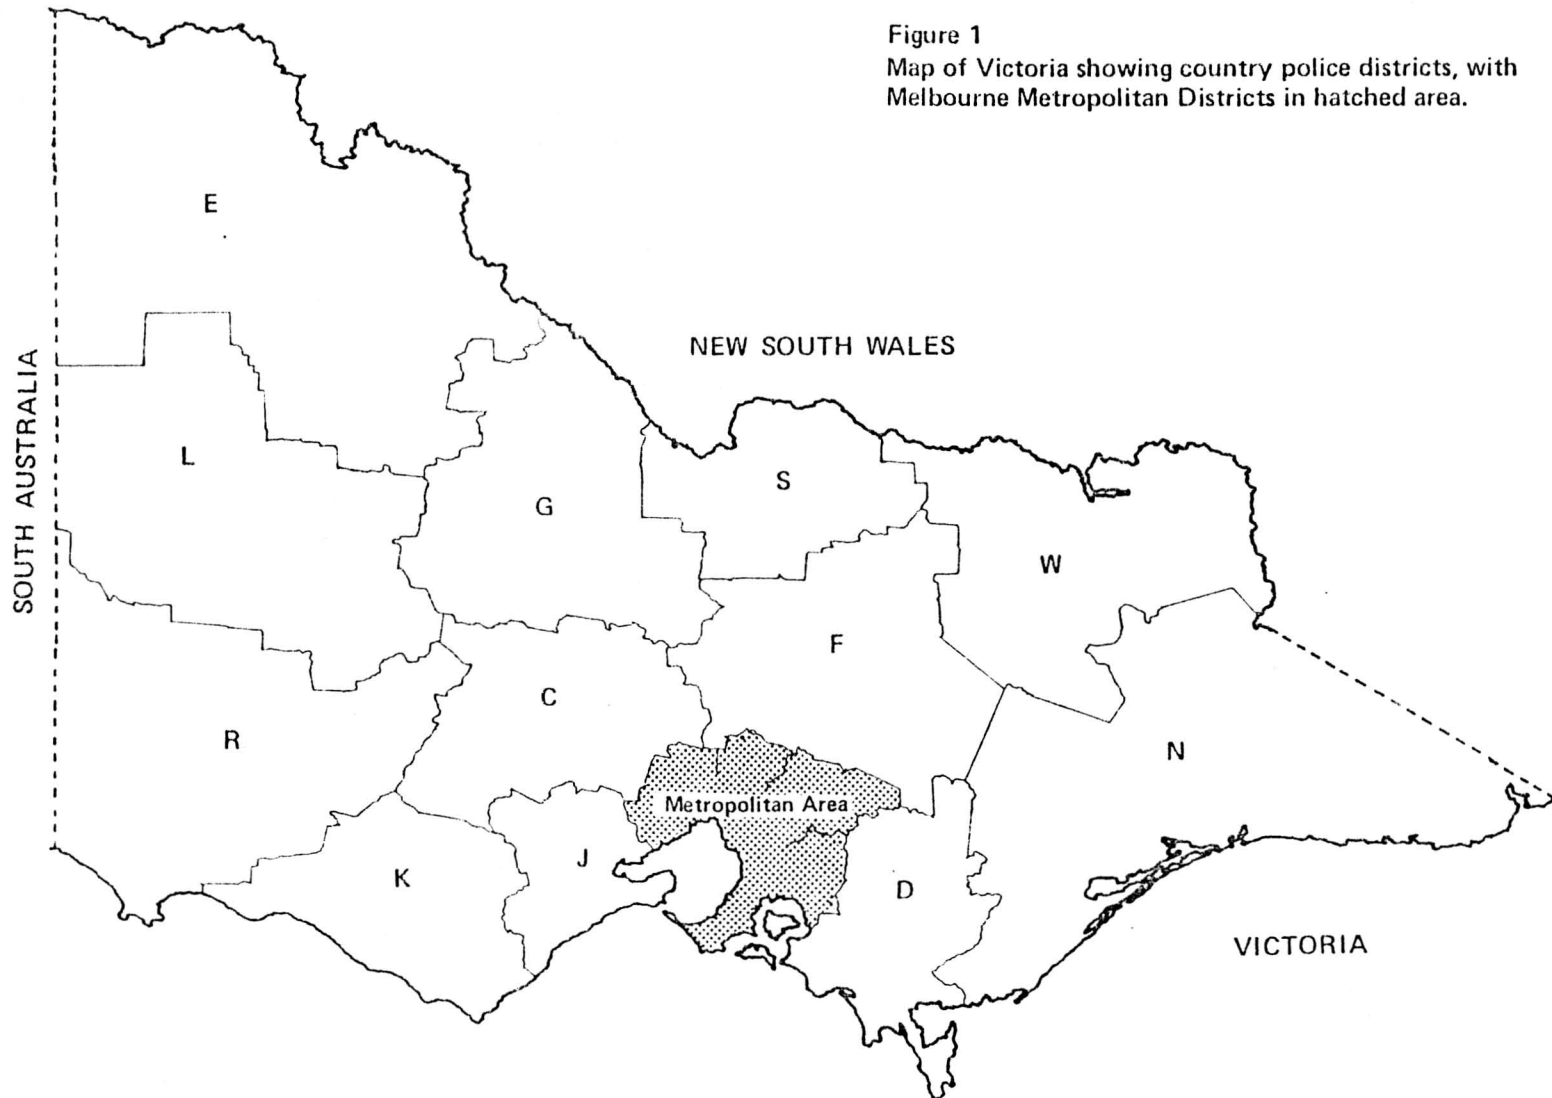 Figure 1
Map of Victoria showing country police districts, with
Melbourne Metropolitan Districts in hatched area.
E
NEW SOUTH WALES
SOUTH AUSTRALIA
L
S
G
W
F
C
R
N
Metropolitan Area
J
K
D
VICTORIA